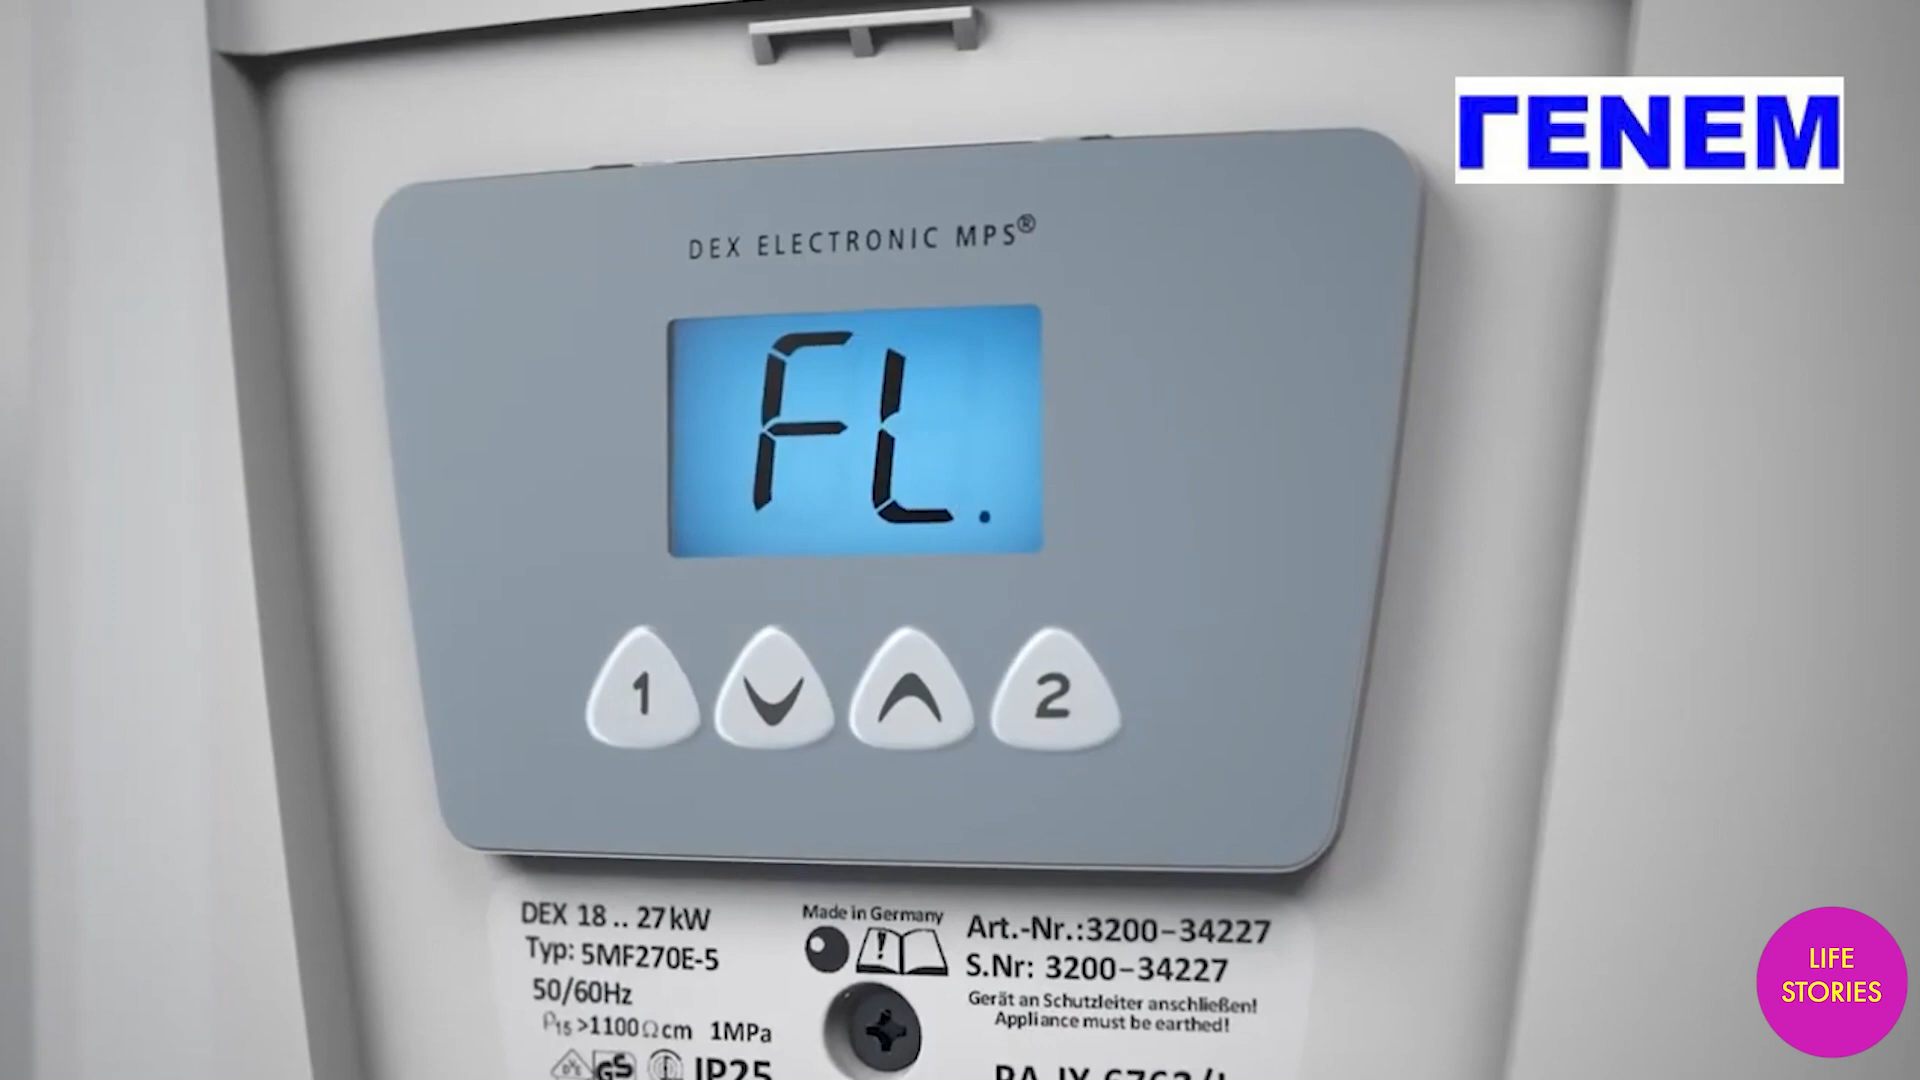 ΓENEM
DEX ELECTRONIC MPS®
FL.
1
2
DEX 18 .. 27 kW
Typ: 5MF270E-5
50/60Hz
ρ15 >1100 Ωcm 1MPa
IP25
Made in Germany
Art.-Nr.:3200-34227
S.Nr: 3200-34227
Gerät an Schutzleiter anschließen!
Appliance must be earthed!
LIFE
STORIES